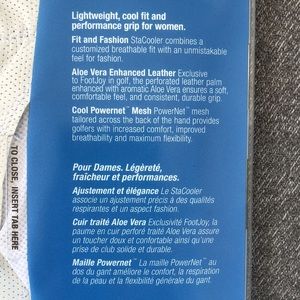 Lightweight, cool fit and
performance grip for women.
Fit and Fashion StaCooler combines a
customized breathable fit with an unmistakable
feel for fashion.
Aloe Vera Enhanced Leather Exclusive
to FootJoy in golf, the perforated leather palm
enhanced with aromatic Aloe Vera ensures a soft,
comfortable feel, and consistent, durable grip.
Cool Powernet™ Mesh PowerNet™ mesh
tailored across the back of the hand provides
golfers with increased comfort, improved
breathability and maximum flexibility.
Pour Dames. Légèreté,
fraîcheur et performances.
Ajustement et élégance Le StaCooler
associe un ajustement précis à des qualités
respirantes et un aspect fashion.
Cuir traité Aloe Vera Exclusivité FootJoy, la
paume en cuir perforé traité Aloe Vera assure
un toucher doux et confortable ainsi qu'une
prise de club solide et durable.
Maille Powernet™ La maille PowerNet™ au
dos du gant améliore le confort, la respiration
de la peau et la flexibilité générale du gant.
TO CLOSE, INSERT TAB HERE